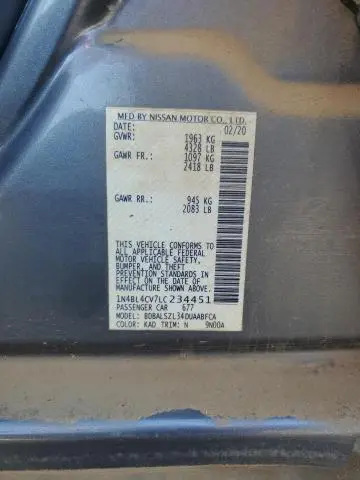 MFD BY NISSAN MOTOR CO., LTD.
DATE: 02/20
GVWR: 1963 KG
4328 LB
GAWR FR.: 1097 KG
2418 LB
GAWR RR.: 945 KG
2083 LB
THIS VEHICLE CONFORMS TO
ALL APPLICABLE FEDERAL
MOTOR VEHICLE SAFETY,
BUMPER, AND THEFT
PREVENTION STANDARDS IN
EFFECT ON THE DATE OF
MANUFACTURE SHOWN ABOVE.
1N4BL4CV7LC234451
PASSENGER CAR 677
MODEL: BDBALSZL34DUAABFCA
COLOR: KAD TRIM: N 9N00A